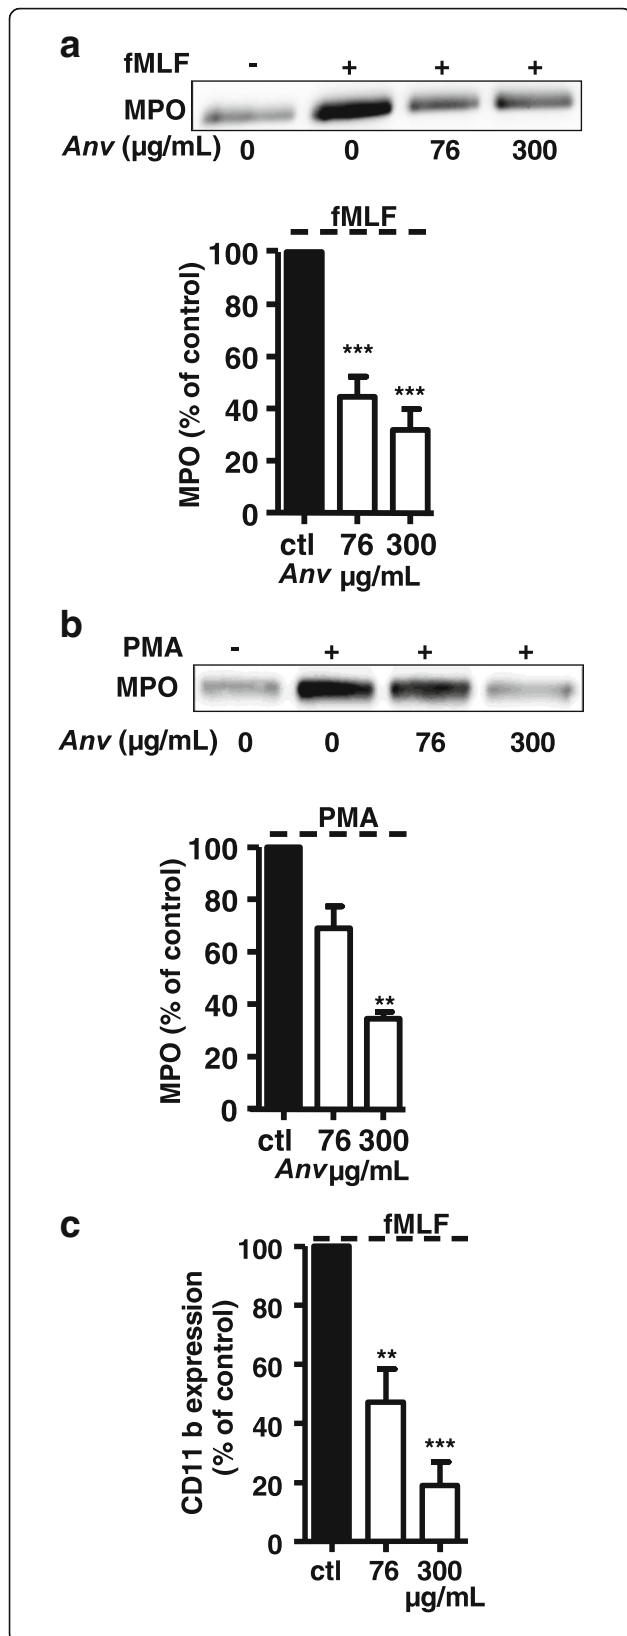 a
fMLF - + + +
MPO
Anv (µg/mL) 0 0 76 300
fMLF
MPO (% of control)
100
80
60
40
20
0
***
***
ctl 76 300
Anv µg/mL
b
PMA - + + +
MPO
Anv (µg/mL) 0 0 76 300
PMA
MPO (% of control)
100
80
60
40
20
0
**
ctl 76 300
Anv µg/mL
c
fMLF
CD11 b expression
(% of control)
100
80
60
40
20
0
**
***
ctl 76 300
µg/mL